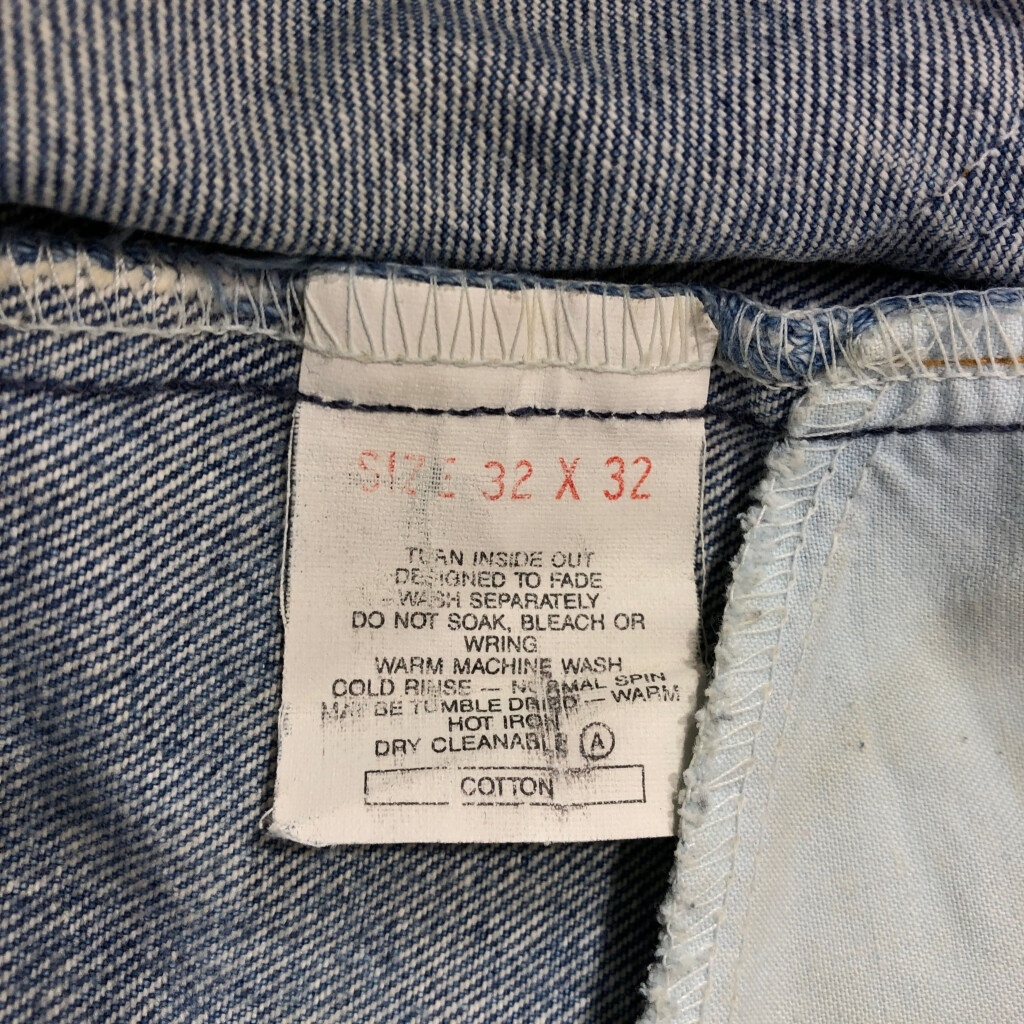 SIZE 32 X 32
TURN INSIDE OUT
DESIGNED TO FADE
WASH SEPARATELY
DO NOT SOAK, BLEACH OR
WRING
WARM MACHINE WASH
COLD RINSE — NORMAL SPIN
MAY BE TUMBLE DRIED — WARM
HOT IRON
DRY CLEANABLE Ⓐ
COTTON